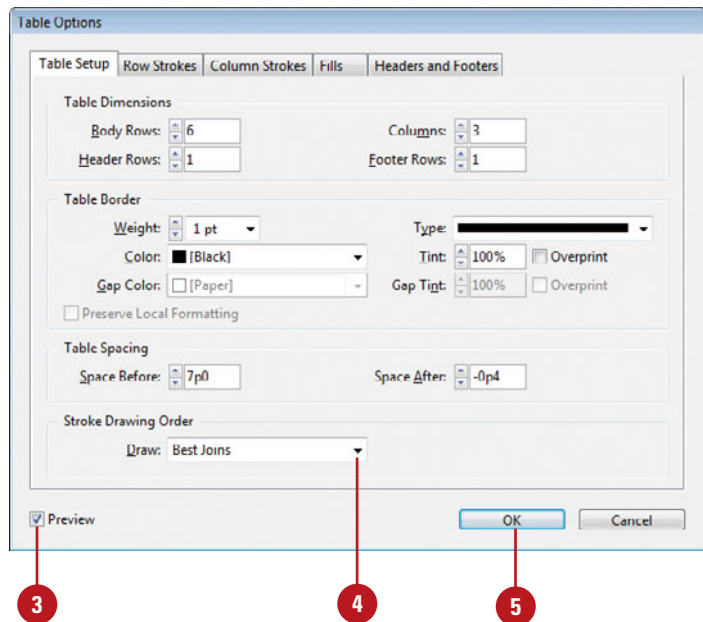 Table Options
Table Setup Row Strokes Column Strokes Fills Headers and Footers
Table Dimensions
Body Rows: 6 Columns: 3
Header Rows: 1 Footer Rows: 1
Table Border
Weight: 1 pt Type:
Color: [Black] Tint: 100% Overprint
Gap Color: [Paper] Gap Tint: 100% Overprint
Preserve Local Formatting
Table Spacing
Space Before: 7p0 Space After: -0p4
Stroke Drawing Order
Draw: Best Joins
Preview OK Cancel
3 4 5